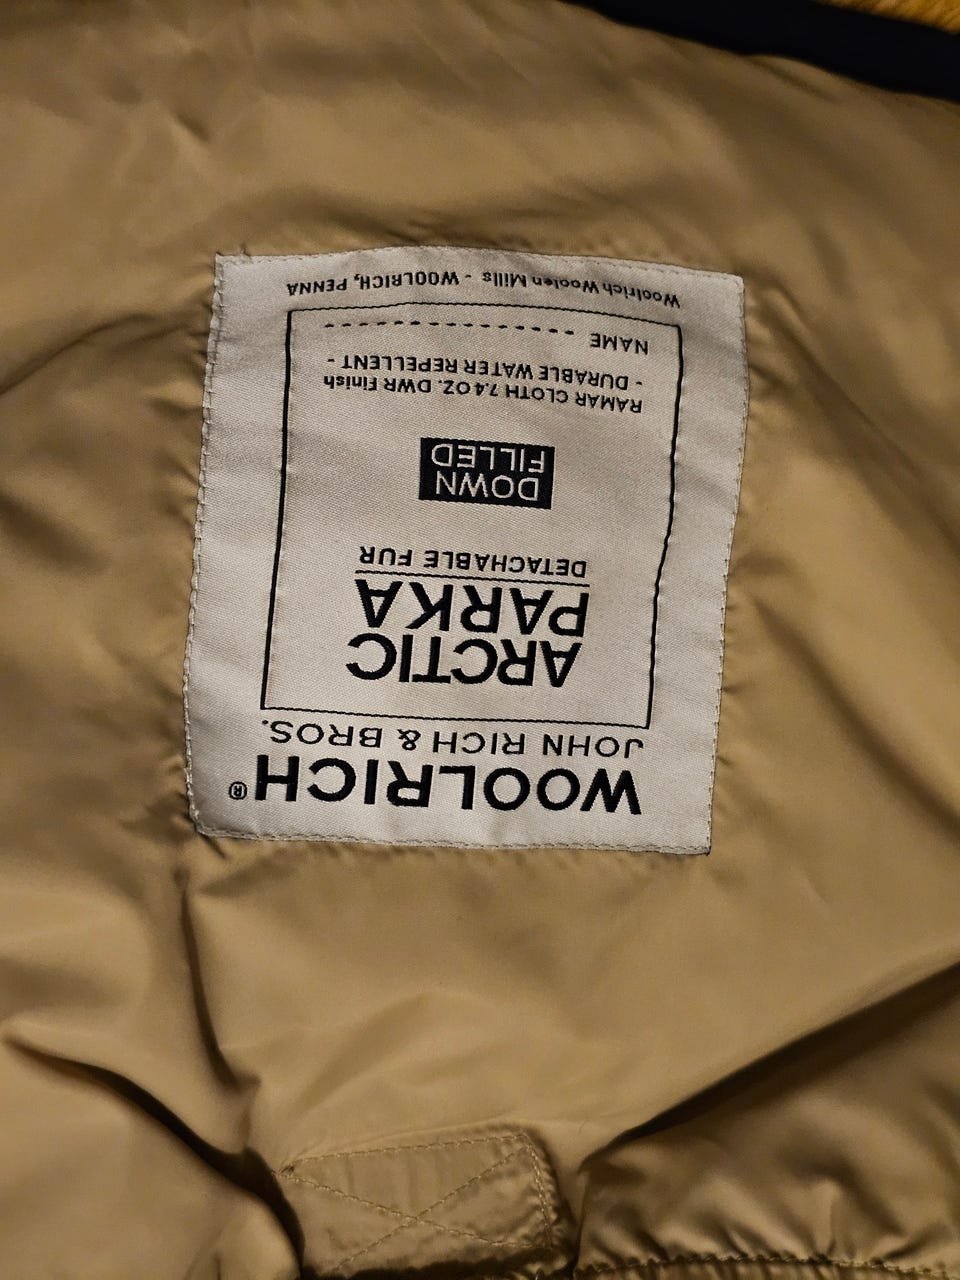 WOOLRICH®
JOHN RICH & BROS.
ARCTIC
PARKA
DETACHABLE FUR
DOWN
FILLED
RAMAR CLOTH 7.4 OZ. DWR Finish
- DURABLE WATER REPELLENT -
NAME
Woolrich Woolen Mills - WOOLRICH, PENNA